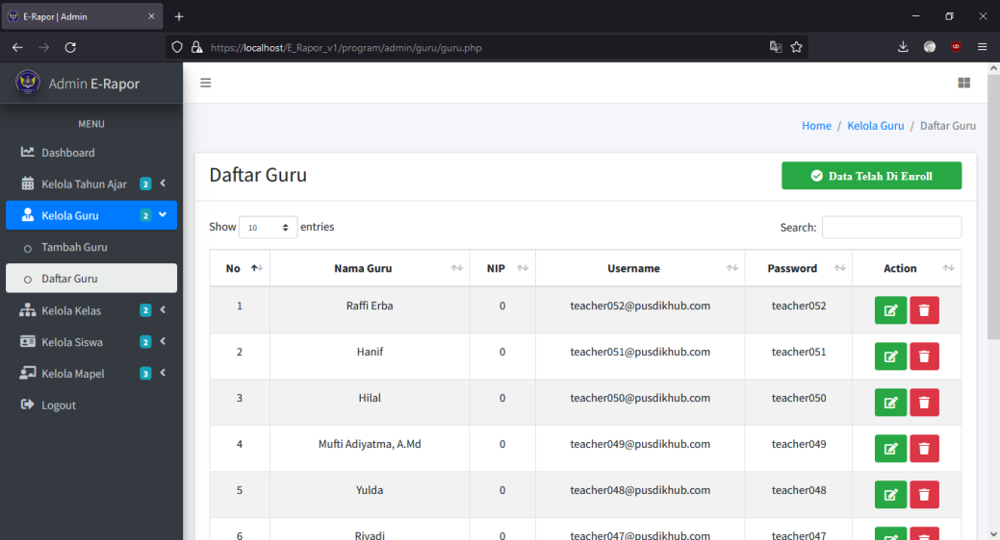 E-Rapor | Admin
https://localhost/E_Rapor_v1/program/admin/guru/guru.php
Admin E-Rapor
MENU
Dashboard
Kelola Tahun Ajar 2
Kelola Guru 2
Tambah Guru
Daftar Guru
Kelola Kelas 2
Kelola Siswa 2
Kelola Mapel 3
Logout
Home / Kelola Guru / Daftar Guru
Daftar Guru
Data Telah Di Enroll
Show 10 entries
Search:
No Nama Guru NIP Username Password Action
1 Raffi Erba 0 teacher052@pusdikhub.com teacher052
2 Hanif 0 teacher051@pusdikhub.com teacher051
3 Hilal 0 teacher050@pusdikhub.com teacher050
4 Mufti Adiyatma, A.Md 0 teacher049@pusdikhub.com teacher049
5 Yulda 0 teacher048@pusdikhub.com teacher048
6 Riyadi 0 teacher047@pusdikhub.com teacher047